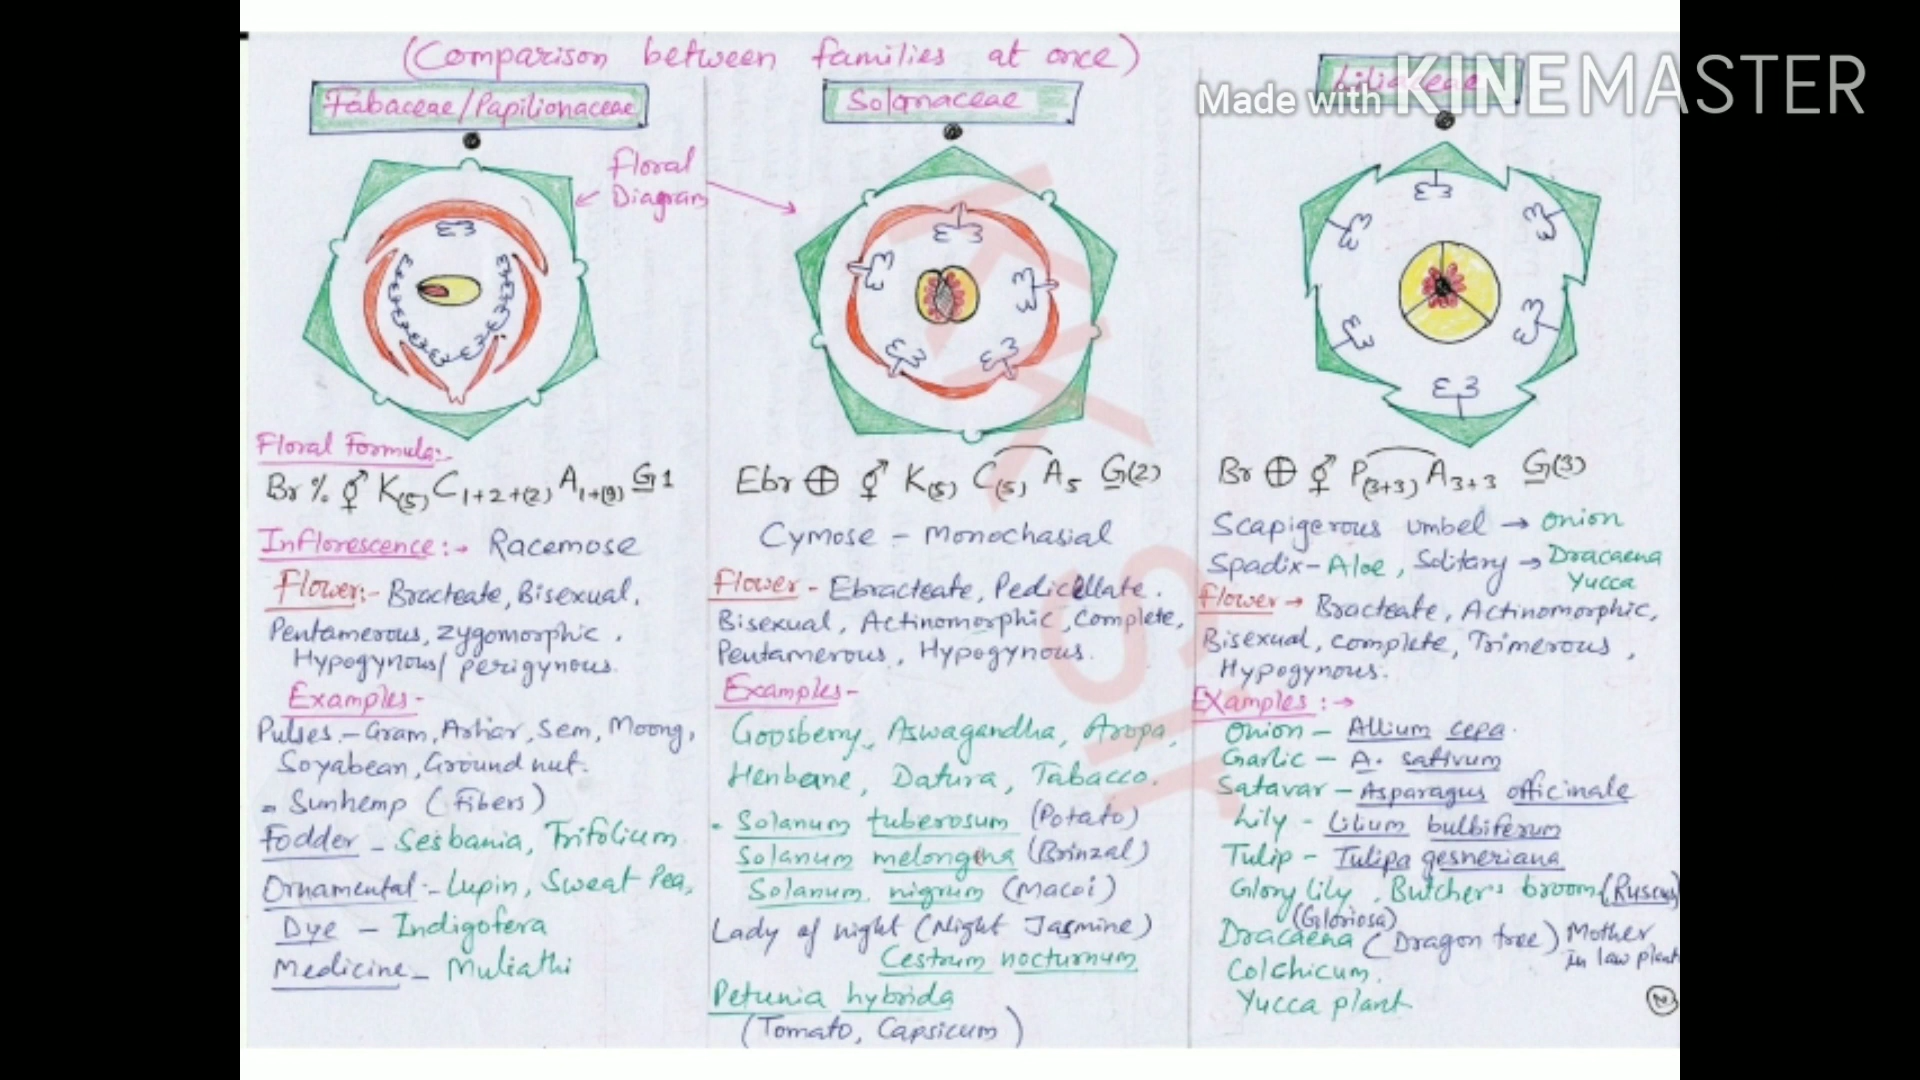 (Comparison between families at once)
Made with KINEMASTER
Fabaceae/Papilionaceae
Floral
Diagram
Floral Formula:-
Br % ⚥ K(5) C1+2+(2) A1+(9) G1
Inflorescence:- Racemose
Flower:- Bracteate, Bisexual,
Pentamerous, zygomorphic,
Hypogynous/ perigynous.
Examples-
Pulses.- Gram, Arhar, Sem, Moong,
Soyabean, Ground nut.
- Sunhemp (Fibers)
Fodder - Sesbania, Trifolium
Ornamental:- Lupin, Sweat Pea,
Dye - Indigofera
Medicine- Muliathi
Solanaceae
Ebr ⊕ ⚥ K(5) C(5) A5 G(2)
Cymose - Monochasial
Flower - Ebracteate, Pedicellate.
Bisexual, Actinomorphic, Complete,
Pentamerous, Hypogynous.
Examples-
Goosberry, Aswagandha, Aropa,
Henbane, Datura, Tabacco.
- Solanum tuberosum (Potato)
Solanum melongena (Brinzal)
Solanum nigrum (Macoi)
Lady of night (Night Jasmine)
Cestrum nocturnum
Petunia hybrida
(Tomato, Capsicum)
Liliaceae
Br ⊕ ⚥ P(3+3) A3+3 G(3)
Scapigerous umbel → Onion
Spadix- Aloe, Solitary → Dracaena
Yucca
Flower → Bracteate, Actinomorphic,
Bisexual, complete, Trimerous,
Hypogynous.
Examples:→
Onion - Allium cepa.
Garlic - A. sativum
Satavar - Asparagus officinale
Lily - Lilium bulbiferum
Tulip - Tulipa gesneriana
Glory lily, Butcher's broom (Ruscus)
(Gloriosa)
Dracaena (Dragon tree) Mother
in law plant
Colchicum.
Yucca plant